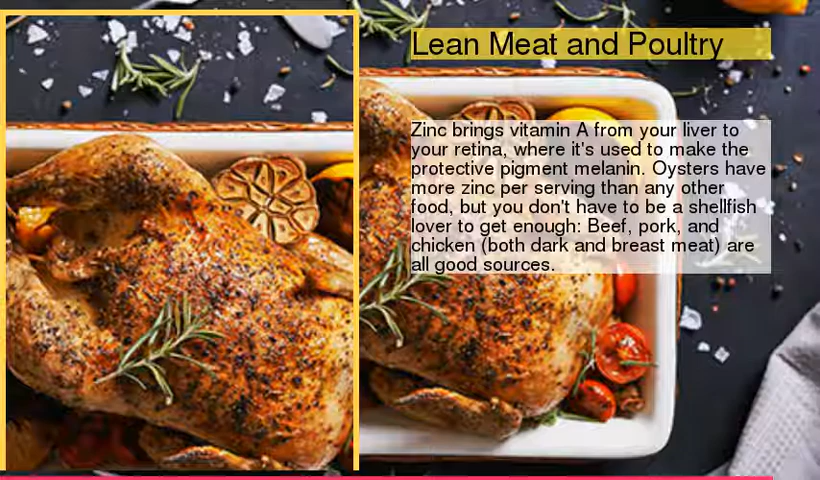 Lean Meat and Poultry
Zinc brings vitamin A from your liver to
your retina, where it's used to make the
protective pigment melanin. Oysters have
more zinc per serving than any other
food, but you don't have to be a shellfish
lover to get enough: Beef, pork, and
chicken (both dark and breast meat) are
all good sources.